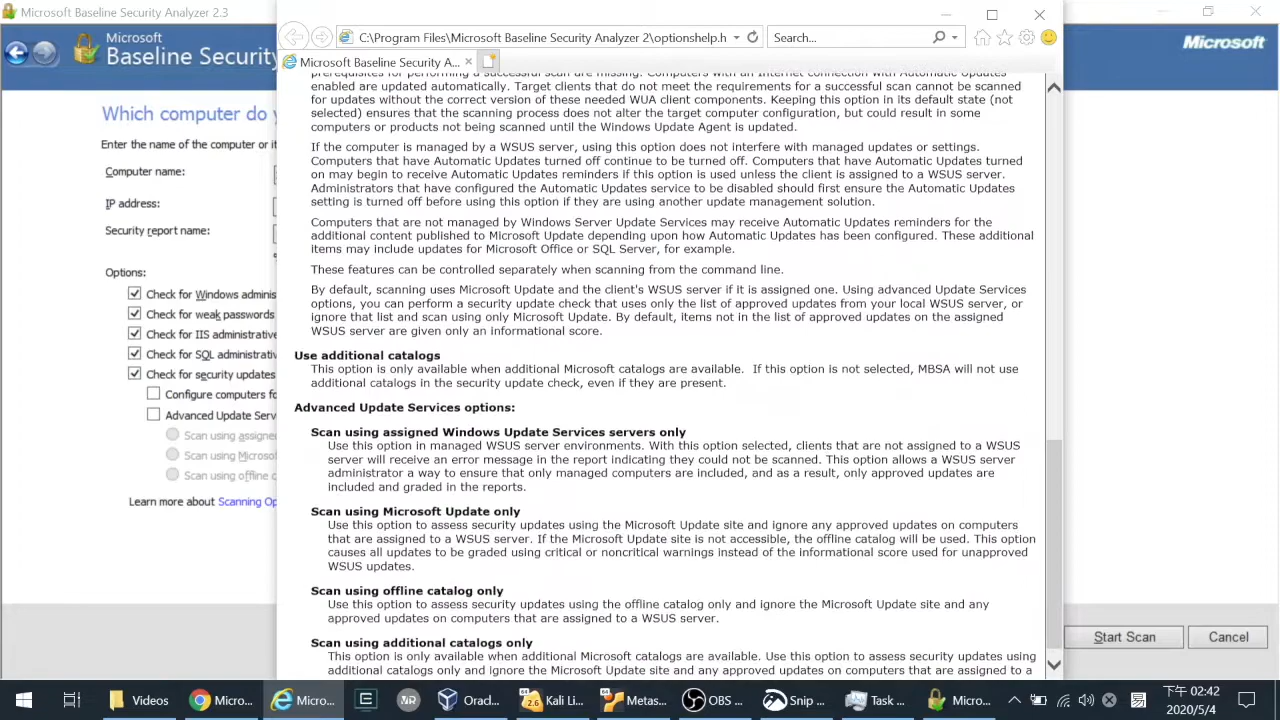 Microsoft Baseline Security Analyzer 2.3
Microsoft
Baseline Security
Microsoft
C:\Program Files\Microsoft Baseline Security Analyzer 2\optionshelp.h
Search...
Microsoft Baseline Security A...
Which computer do y
Enter the name of the computer or it
Computer name:
IP address:
Security report name:
Options:
Check for Windows adminis
Check for weak passwords
Check for IIS administrative
Check for SQL administrativ
Check for security updates
Configure computers fo
Advanced Update Serv
Scan using assigned
Scan using Microso
Scan using offline c
Learn more about Scanning Op
prerequisites for performing a successful scan are missing. Computers with an Internet connection with Automatic Updates
enabled are updated automatically. Target clients that do not meet the requirements for a successful scan cannot be scanned
for updates without the correct version of these needed WUA client components. Keeping this option in its default state (not
selected) ensures that the scanning process does not alter the target computer configuration, but could result in some
computers or products not being scanned until the Windows Update Agent is updated.
If the computer is managed by a WSUS server, using this option does not interfere with managed updates or settings.
Computers that have Automatic Updates turned off continue to be turned off. Computers that have Automatic Updates turned
on may begin to receive Automatic Updates reminders if this option is used unless the client is assigned to a WSUS server.
Administrators that have configured the Automatic Updates service to be disabled should first ensure the Automatic Updates
setting is turned off before using this option if they are using another update management solution.
Computers that are not managed by Windows Server Update Services may receive Automatic Updates reminders for the
additional content published to Microsoft Update depending upon how Automatic Updates has been configured. These additional
items may include updates for Microsoft Office or SQL Server, for example.
These features can be controlled separately when scanning from the command line.
By default, scanning uses Microsoft Update and the client's WSUS server if it is assigned one. Using advanced Update Services
options, you can perform a security update check that uses only the list of approved updates from your local WSUS server, or
ignore that list and scan using only Microsoft Update. By default, items not in the list of approved updates on the assigned
WSUS server are given only an informational score.
Use additional catalogs
This option is only available when additional Microsoft catalogs are available. If this option is not selected, MBSA will not use
additional catalogs in the security update check, even if they are present.
Advanced Update Services options:
Scan using assigned Windows Update Services servers only
Use this option in managed WSUS server environments. With this option selected, clients that are not assigned to a WSUS
server will receive an error message in the report indicating they could not be scanned. This option allows a WSUS server
administrator a way to ensure that only managed computers are included, and as a result, only approved updates are
included and graded in the reports.
Scan using Microsoft Update only
Use this option to assess security updates using the Microsoft Update site and ignore any approved updates on computers
that are assigned to a WSUS server. If the Microsoft Update site is not accessible, the offline catalog will be used. This option
causes all updates to be graded using critical or noncritical warnings instead of the informational score used for unapproved
WSUS updates.
Scan using offline catalog only
Use this option to assess security updates using the offline catalog only and ignore the Microsoft Update site and any
approved updates on computers that are assigned to a WSUS server.
Scan using additional catalogs only
This option is only available when additional Microsoft catalogs are available. Use this option to assess security updates using
additional catalogs only and ignore the Microsoft Update site and any approved updates on computers that are assigned to a
Start Scan
Cancel
Videos
Micro...
Micro...
Orad...
Kali Li...
Metas...
OBS ...
Snip ...
Task ...
Micro...
下午 02:42
2020/5/4